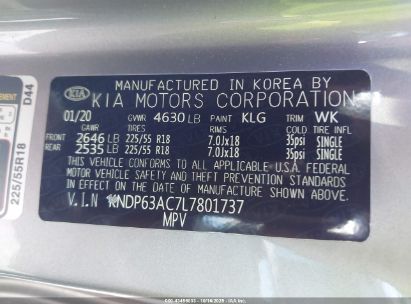 MANUFACTURED IN KOREA BY
KIA KIA MOTORS CORPORATION
01/20 GVWR 4630 LB PAINT KLG TRIM WK
GAWR TIRES RIMS COLD TIRE INFL
FRONT 2646 LB 225/55 R18 7.0Jx18 35psi SINGLE
REAR 2535 LB 225/55 R18 7.0Jx18 35psi SINGLE
THIS VEHICLE CONFORMS TO ALL APPLICABLE U.S.A. FEDERAL
MOTOR VEHICLE SAFETY AND THEFT PREVENTION STANDARDS
IN EFFECT ON THE DATE OF MANUFACTURE SHOWN ABOVE.
V.I.N KNDP63AC7L7801737
MPV
D44
225/55R18